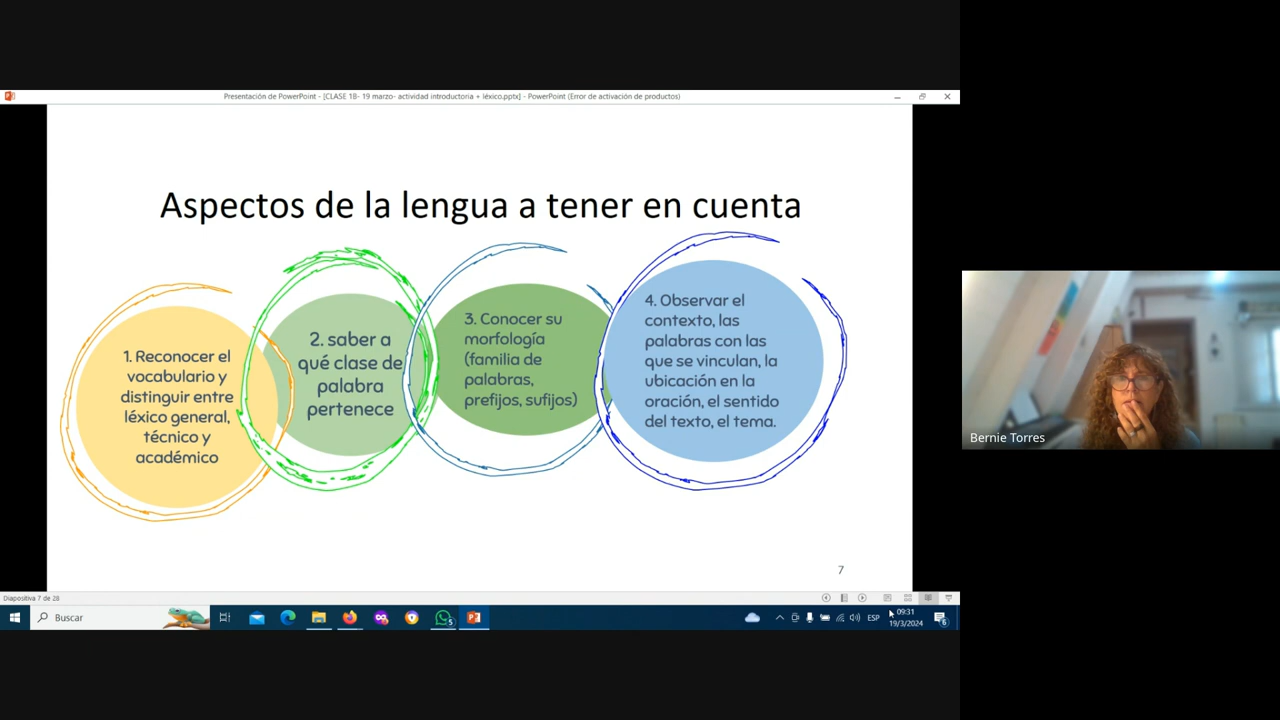 Presentación de PowerPoint - [CLASE 1B- 19 marzo- actividad introductoria + léxico.pptx] - PowerPoint (Error de activación de productos)
Aspectos de la lengua a tener en cuenta
1. Reconocer el
vocabulario y
distinguir entre
léxico general,
técnico y
académico
2. saber a
qué clase de
palabra
pertenece
3. Conocer su
morfología
(familia de
palabras,
prefijos, sufijos)
4. Observar el
contexto, las
palabras con las
que se vinculan, la
ubicación en la
oración, el sentido
del texto, el tema.
7
Bernie Torres
Diapositiva 7 de 28
Buscar
5
ESP
09:31
19/3/2024
6